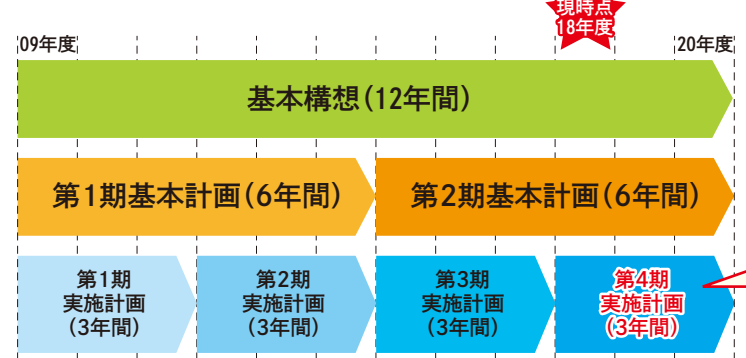 現時点
18年度
'09年度
'20年度
基本構想(12年間)
第1期基本計画(6年間)
第2期基本計画(6年間)
第1期
実施計画
(3年間)
第2期
実施計画
(3年間)
第3期
実施計画
(3年間)
第4期
実施計画
(3年間)